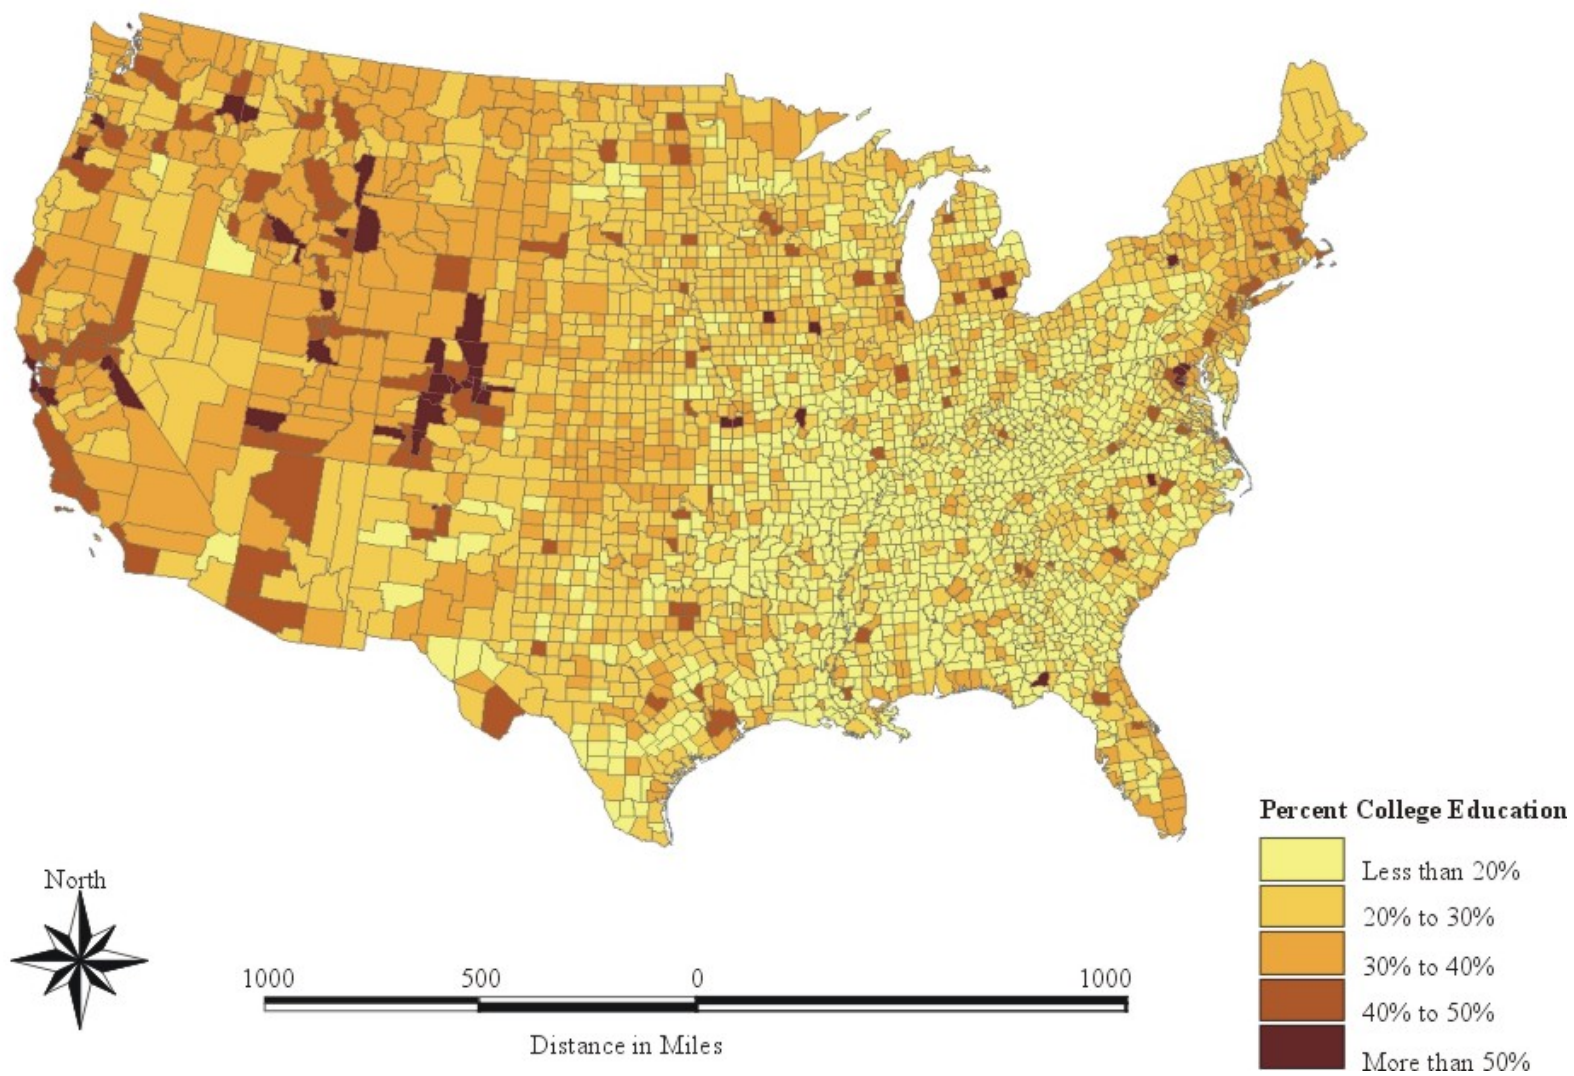 Percent College Education
Less than 20%
20% to 30%
30% to 40%
40% to 50%
More than 50%
North
1000 500 0 1000
Distance in Miles